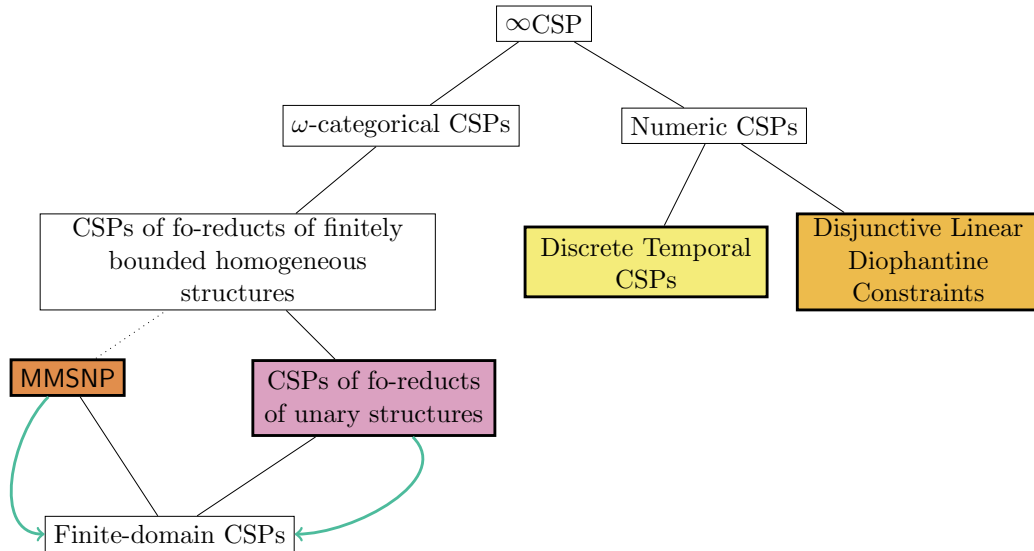 ∞CSP
ω-categorical CSPs
Numeric CSPs
CSPs of fo-reducts of finitely
bounded homogeneous
structures
Discrete Temporal
CSPs
Disjunctive Linear
Diophantine
Constraints
MMSNP
CSPs of fo-reducts
of unary structures
Finite-domain CSPs